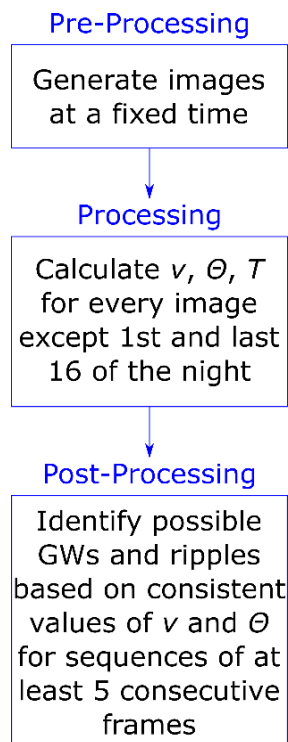 Pre-Processing
Generate images
at a fixed time
Processing
Calculate v, Θ, T
for every image
except 1st and last
16 of the night
Post-Processing
Identify possible
GWs and ripples
based on consistent
values of v and Θ
for sequences of at
least 5 consecutive
frames